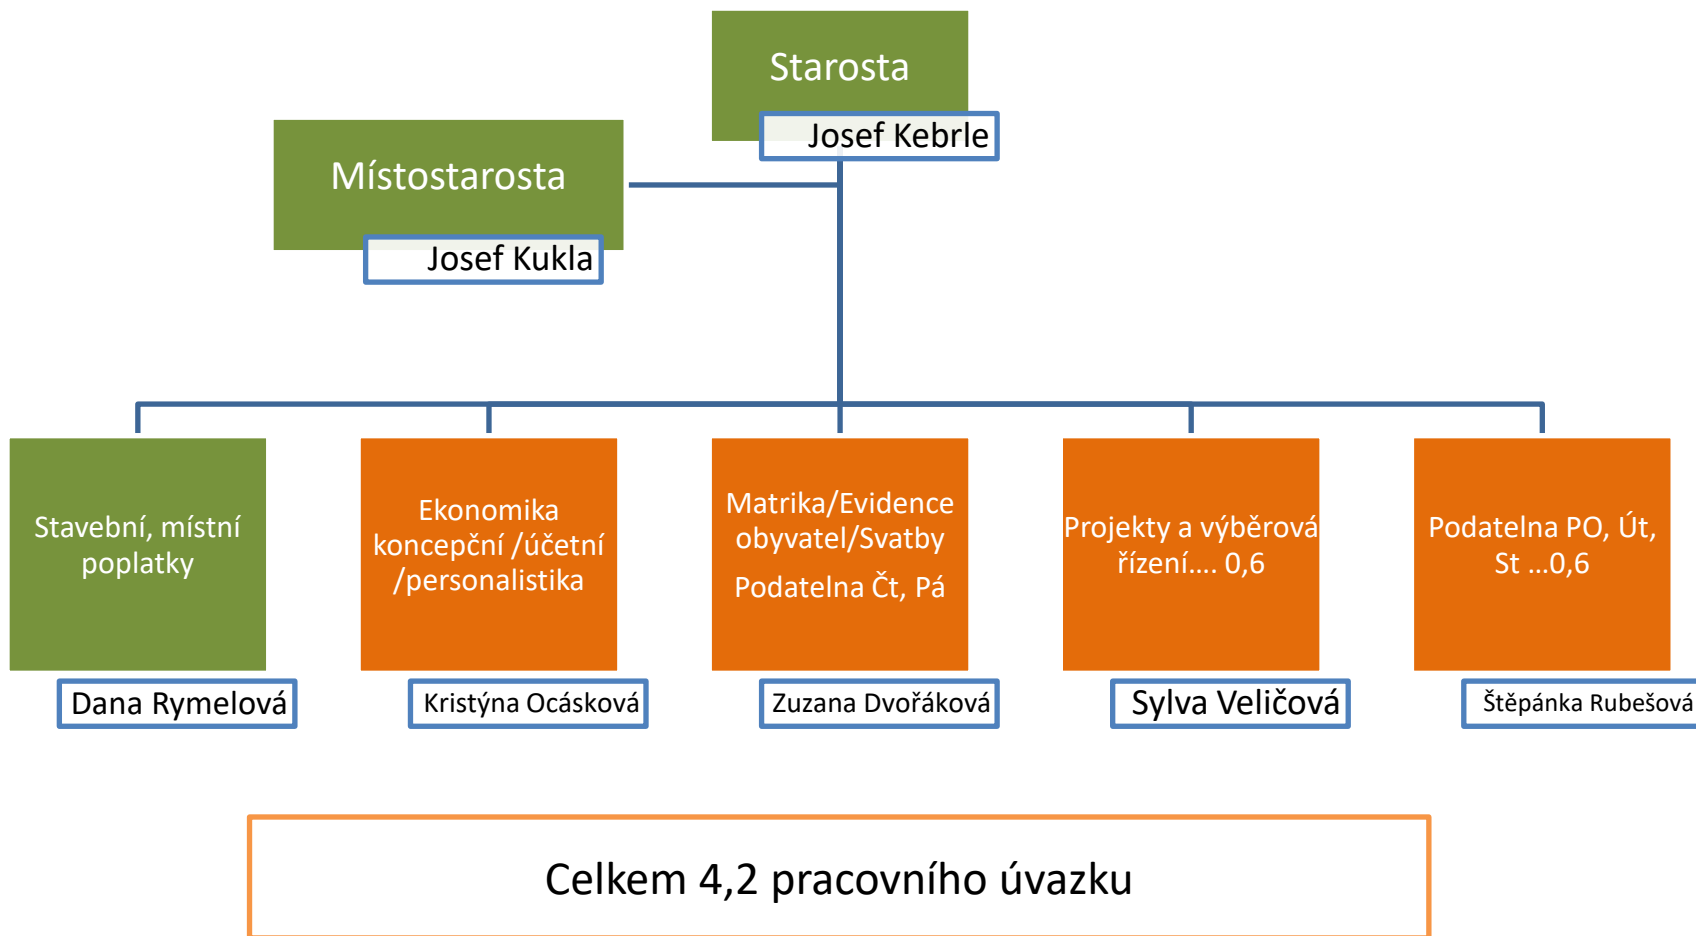 Starosta
Josef Kebrle
Místostarosta
Josef Kukla
Stavební, místní
poplatky
Dana Rymelová
Ekonomika
koncepční /účetní
/personalistika
Kristýna Ocásková
Matrika/Evidence
obyvatel/Svatby
Podatelna Čt, Pá
Zuzana Dvořáková
Projekty a výběrová
řízení.... 0,6
Sylva Veličová
Podatelna PO, Út,
St ...0,6
Štěpánka Rubešová
Celkem 4,2 pracovního úvazku